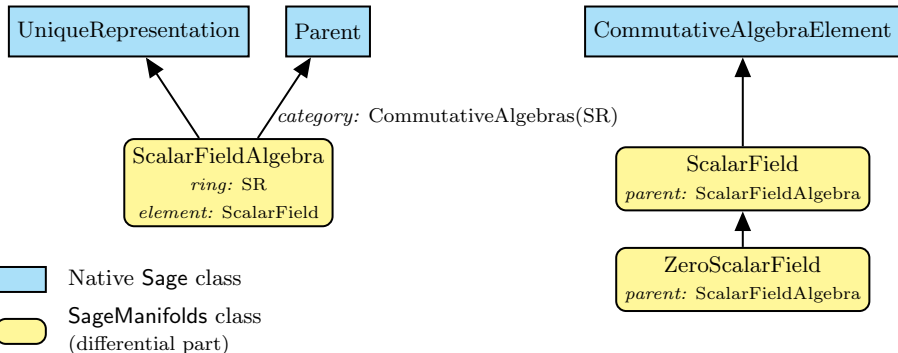 UniqueRepresentation
Parent
CommutativeAlgebraElement
category: CommutativeAlgebras(SR)
ScalarFieldAlgebra
ring: SR
element: ScalarField
ScalarField
parent: ScalarFieldAlgebra
ZeroScalarField
parent: ScalarFieldAlgebra
Native Sage class
SageManifolds class
(differential part)